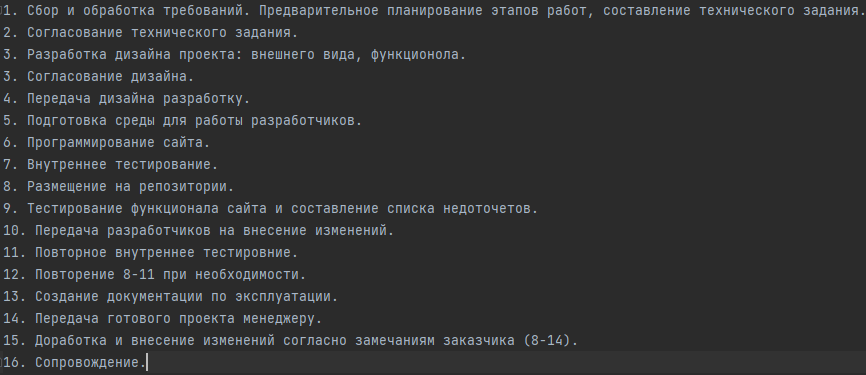 1. Сбор и обработка требований. Предварительное планирование этапов работ, составление технического задания.
2. Согласование технического задания.
3. Разработка дизайна проекта: внешнего вида, функционола.
3. Согласование дизайна.
4. Передача дизайна разработку.
5. Подготовка среды для работы разработчиков.
6. Программирование сайта.
7. Внутреннее тестирование.
8. Размещение на репозитории.
9. Тестирование функционала сайта и составление списка недоточетов.
10. Передача разработчиков на внесение изменений.
11. Повторное внутреннее тестировние.
12. Повторение 8-11 при необходимости.
13. Создание документации по эксплуатации.
14. Передача готового проекта менеджеру.
15. Доработка и внесение изменений согласно замечаниям заказчика (8-14).
16. Сопровождение.